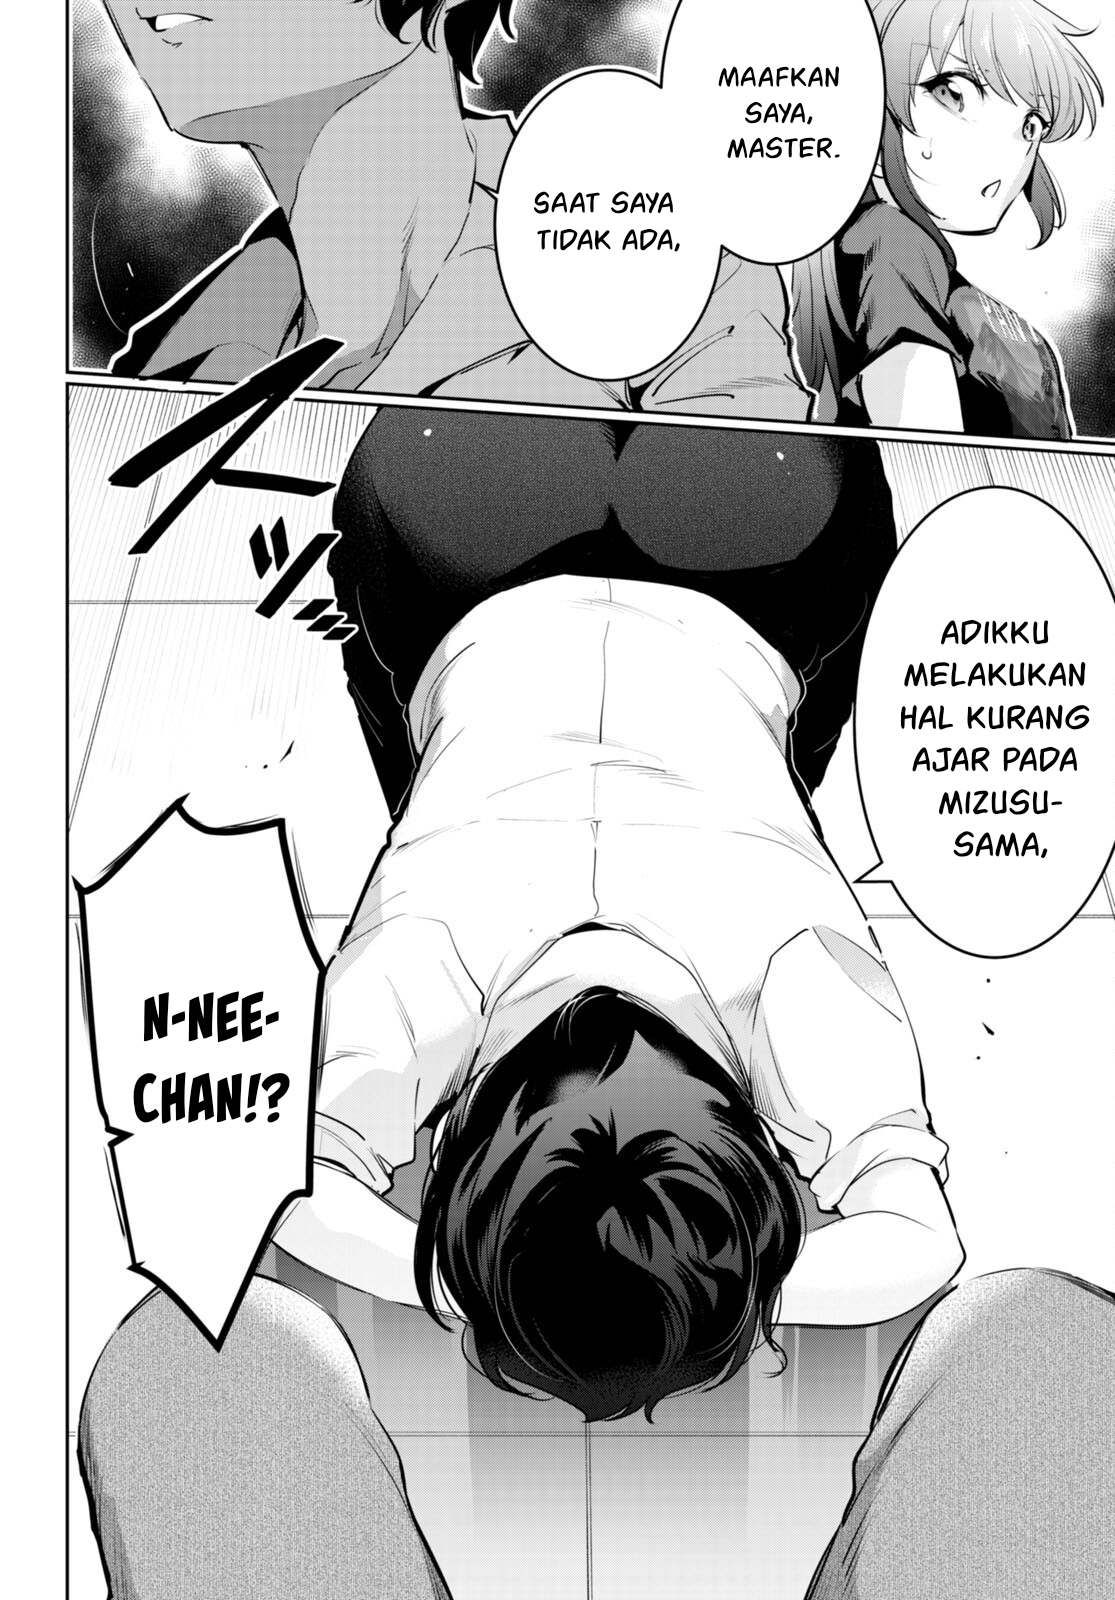 MAAFKAN
SAYA,
MASTER.
SAAT SAYA
TIDAK ADA,
ADIKKU
MELAKUKAN
HAL KURANG
AJAR PADA
MIZUSU-
SAMA,
N-NEE-
CHAN!?